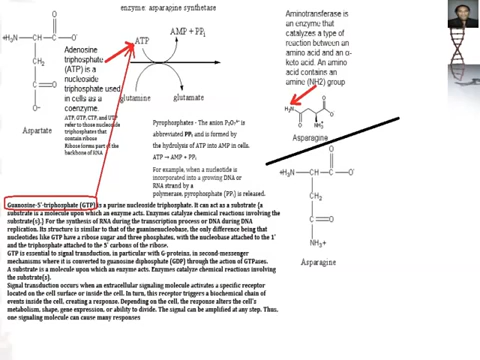 enzyme: asparagine synthetase
ATP
AMP + PPi
glutamine
glutamate
O
+H3N
CH
C
O-
CH2
C
O
O-
Aspartate
Adenosine
triphosphate
(ATP) is a
nucleoside
triphosphate used
in cells as a
coenzyme.
ATP, GTP, CTP, and UTP
refer to those nucleoside
triphosphates that
contain ribose
Ribose forms part of the
backbone of RNA
Pyrophosphates - The anion P2O7⁴⁻ is
abbreviated PPi and is formed by
the hydrolysis of ATP into AMP in cells.
ATP → AMP + PPi
For example, when a nucleotide is
incorporated into a growing DNA or
RNA strand by a
polymerase, pyrophosphate (PPi) is released.
Aminotransferase is
an enzyme that
catalyzes a type of
reaction between an
amino acid and an α-
keto acid. An amino
acid contains an
amine (NH2) group
H2N
O
O
O-
NH3+
Asparagine
O
+H3N
CH
C
O-
CH2
C
O
NH3+
Asparagine
Guanosine-5'-triphosphate (GTP) is a purine nucleoside triphosphate. It can act as a substrate (a
substrate is a molecule upon which an enzyme acts. Enzymes catalyze chemical reactions involving the
substrate(s).) For the synthesis of RNA during the transcription process or DNA during DNA
replication. Its structure is similar to that of the guaninenucleobase, the only difference being that
nucleotides like GTP have a ribose sugar and three phosphates, with the nucleobase attached to the 1'
and the triphosphate attached to the 5' carbons of the ribose.
GTP is essential to signal transduction, in particular with G-proteins, in second-messenger
mechanisms where it is converted to guanosine diphosphate (GDP) through the action of GTPases.
A substrate is a molecule upon which an enzyme acts. Enzymes catalyze chemical reactions involving
the substrate(s).
Signal transduction occurs when an extracellular signaling molecule activates a specific receptor
located on the cell surface or inside the cell. In turn, this receptor triggers a biochemical chain of
events inside the cell, creating a response. Depending on the cell, the response alters the cell's
metabolism, shape, gene expression, or ability to divide. The signal can be amplified at any step. Thus,
one signaling molecule can cause many responses